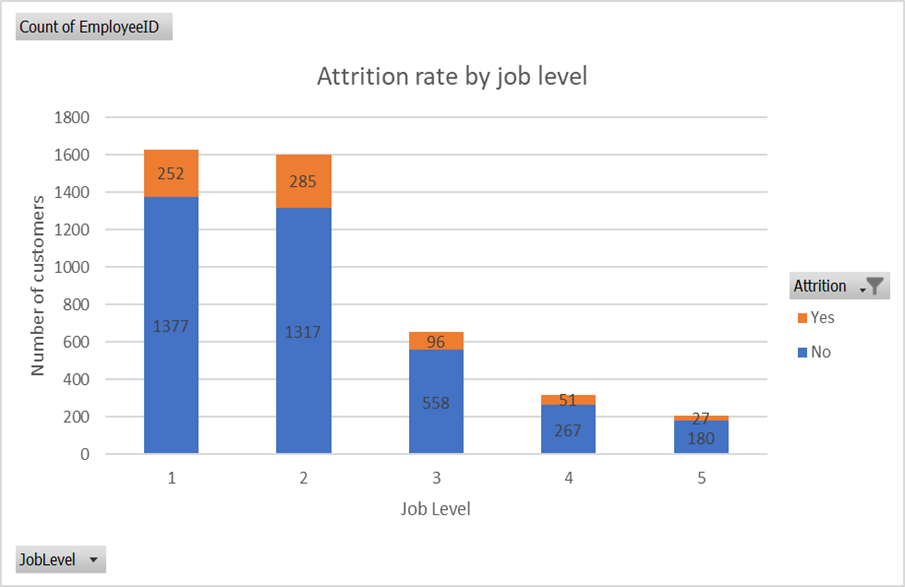 Count of EmployeeID
Attrition rate by job level
Number of customers
1800
1600
1400
1200
1000
800
600
400
200
0
252
285
1377
1317
96
558
51
267
27
180
1 2 3 4 5
Job Level
Attrition
Yes
No
JobLevel